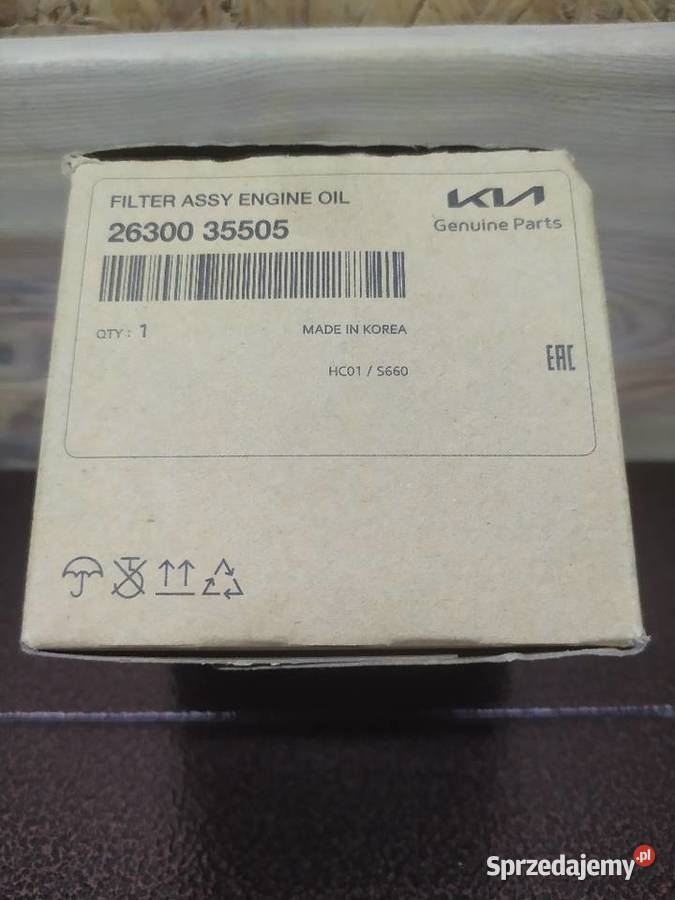 FILTER ASSY ENGINE OIL
26300 35505
KIA
Genuine Parts
QTY : 1
MADE IN KOREA
HC01 / S660
EAC
Sprzedajemy.pl